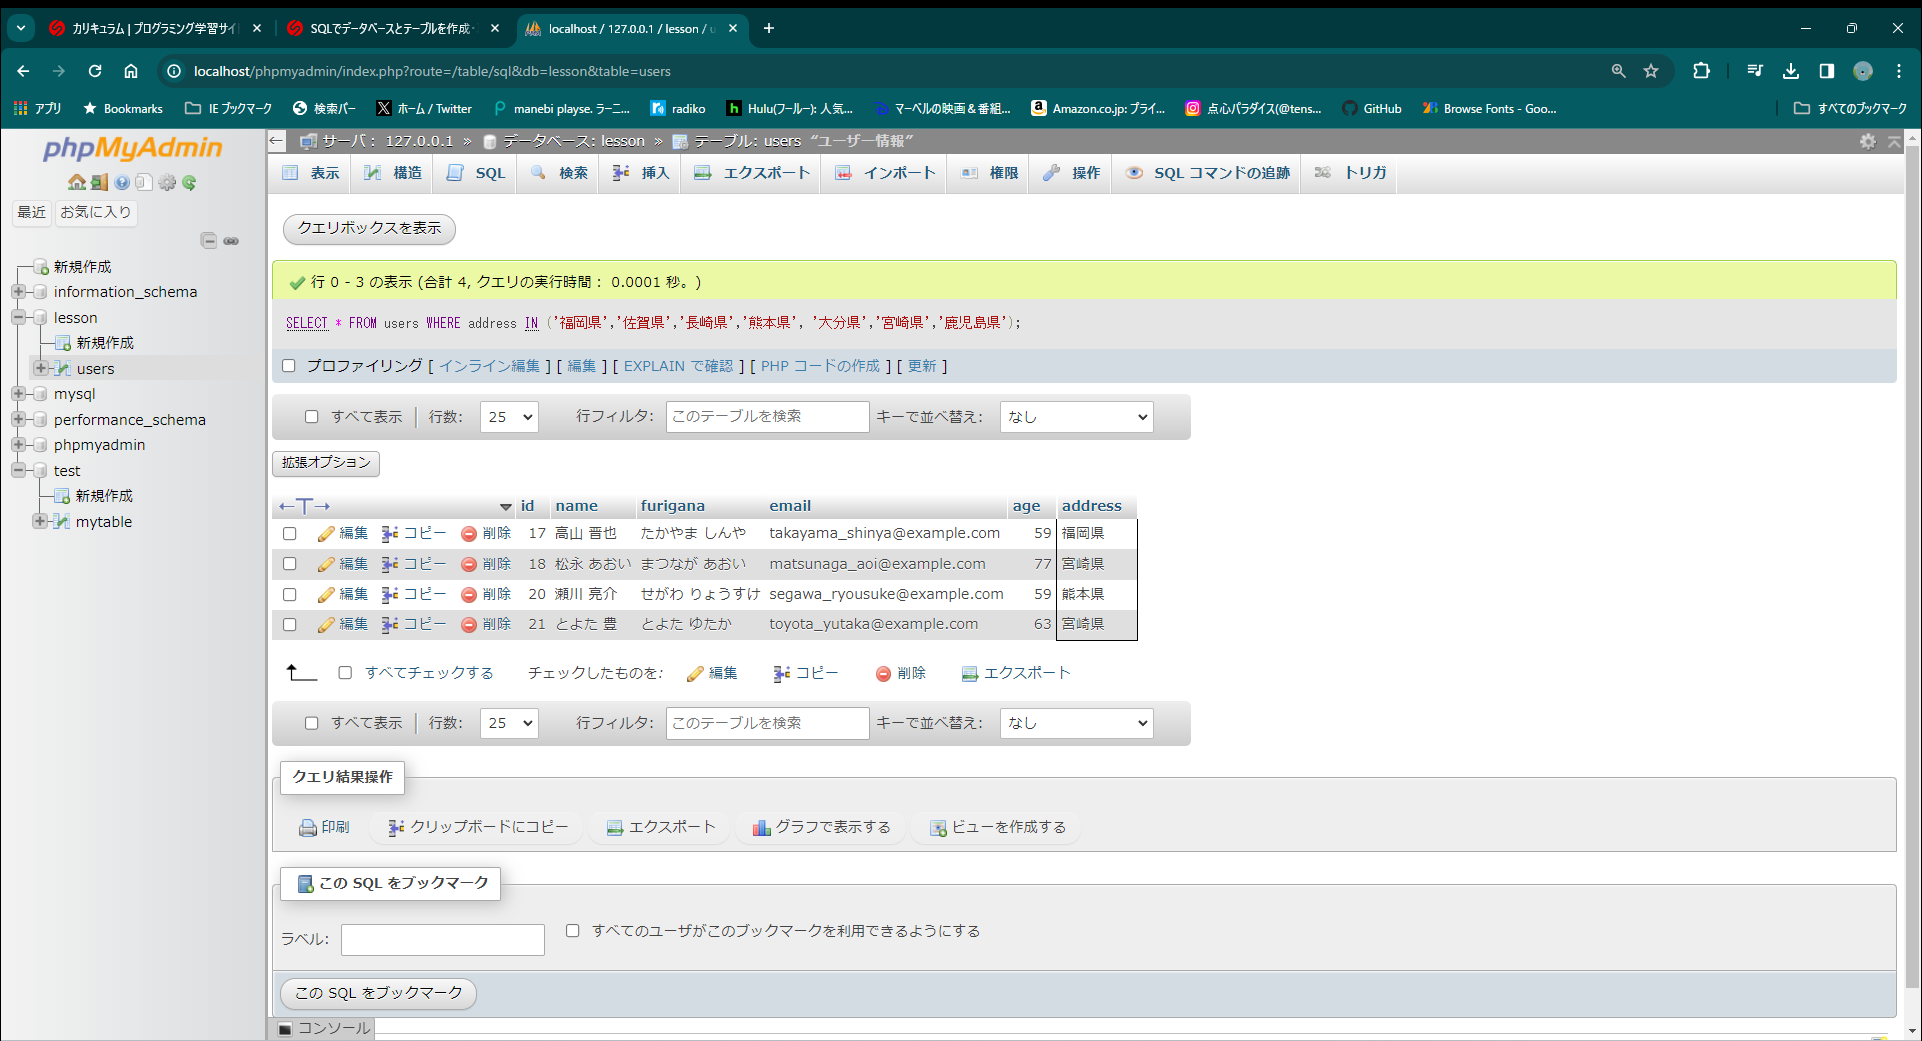 カリキュラム | プログラミング学習サイト
SQLでデータベースとテーブルを作成・
localhost / 127.0.0.1 / lesson / u
localhost/phpmyadmin/index.php?route=/table/sql&db=lesson&table=users
アプリ Bookmarks IE ブックマーク 検索バー ホーム / Twitter manebi playse. ラーニ... radiko Hulu(フールー): 人気... マーベルの映画＆番組... Amazon.co.jp: プライ... 点心パラダイス(@tens... GitHub Browse Fonts - Goo... すべてのブックマーク
phpMyAdmin
最近 お気に入り
新規作成
information_schema
lesson
新規作成
users
mysql
performance_schema
phpmyadmin
test
新規作成
mytable
サーバ： 127.0.0.1 » データベース: lesson » テーブル: users “ユーザー情報”
表示 構造 SQL 検索 挿入 エクスポート インポート 権限 操作 SQL コマンドの追跡 トリガ
クエリボックスを表示
行 0 - 3 の表示 (合計 4, クエリの実行時間： 0.0001 秒。)
SELECT * FROM users WHERE address IN ('福岡県','佐賀県','長崎県','熊本県', '大分県','宮崎県','鹿児島県');
プロファイリング [ インライン編集 ] [ 編集 ] [ EXPLAIN で確認 ] [ PHP コードの作成 ] [ 更新 ]
すべて表示 行数: 25 行フィルタ: このテーブルを検索 キーで並べ替え: なし
拡張オプション
←T→ id name furigana email age address
編集 コピー 削除 17 高山 晋也 たかやま しんや takayama_shinya@example.com 59 福岡県
編集 コピー 削除 18 松永 あおい まつなが あおい matsunaga_aoi@example.com 77 宮崎県
編集 コピー 削除 20 瀬川 亮介 せがわ りょうすけ segawa_ryousuke@example.com 59 熊本県
編集 コピー 削除 21 とよた 豊 とよた ゆたか toyota_yutaka@example.com 63 宮崎県
すべてチェックする チェックしたものを: 編集 コピー 削除 エクスポート
すべて表示 行数: 25 行フィルタ: このテーブルを検索 キーで並べ替え: なし
クエリ結果操作
印刷 クリップボードにコピー エクスポート グラフで表示する ビューを作成する
この SQL をブックマーク
ラベル: すべてのユーザがこのブックマークを利用できるようにする
この SQL をブックマーク
コンソール